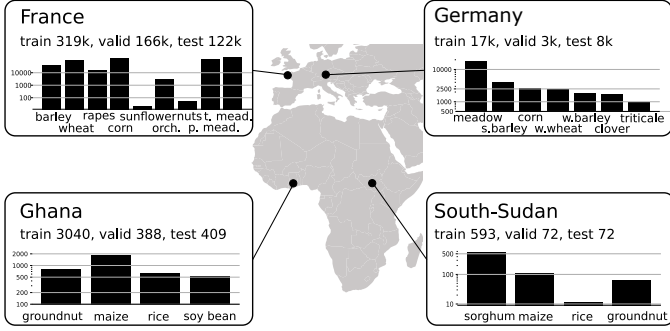 France
train 319k, valid 166k, test 122k
10000
1000
100
barley rapes sunflower nuts t. mead.
wheat corn orch. p. mead.
Germany
train 17k, valid 3k, test 8k
10000
2500
1000
500
meadow corn w.barley triticale
s.barley w.wheat clover
Ghana
train 3040, valid 388, test 409
2000
1000
500
200
100
groundnut maize rice soy bean
South-Sudan
train 593, valid 72, test 72
500
100
10
sorghum maize rice groundnut